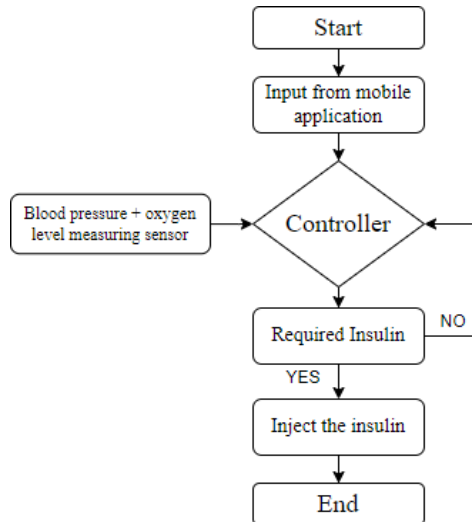 Start
Input from mobile
application
Blood pressure + oxygen
level measuring sensor
Controller
Required Insulin
NO
YES
Inject the insulin
End